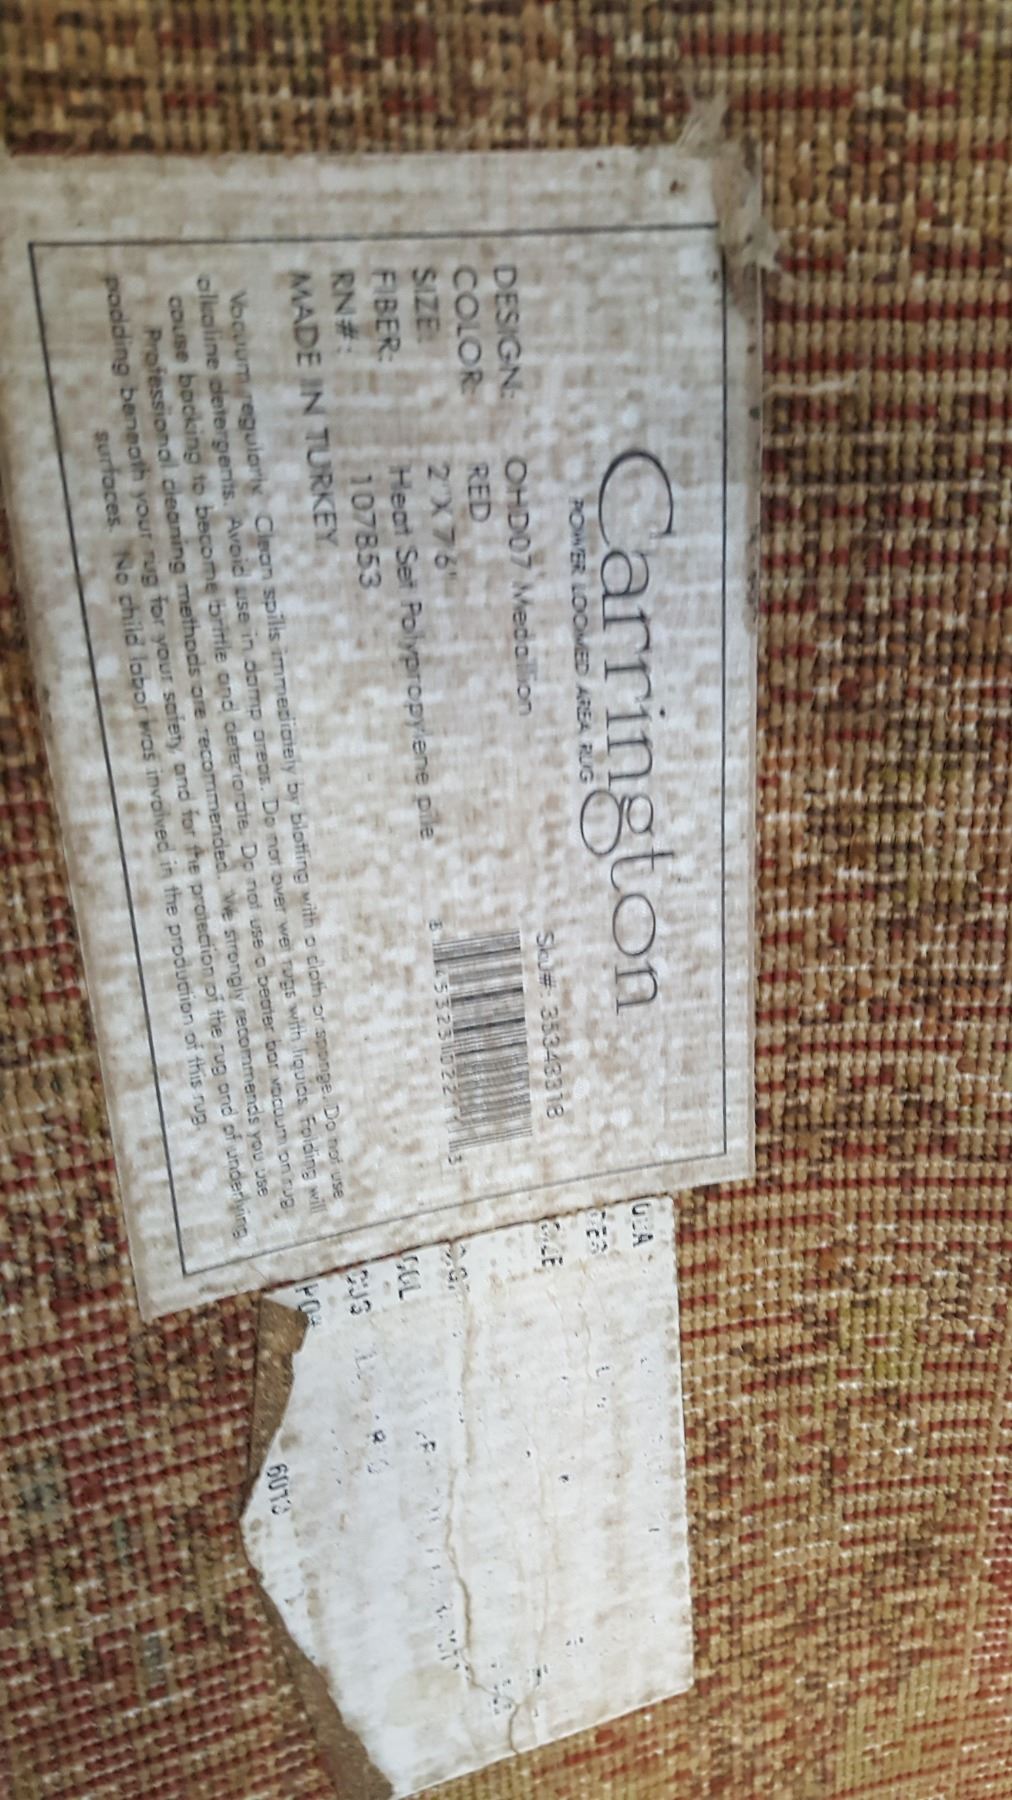 Carrington
POWER LOOMED AREA RUG
Sku#: 35343318
DESIGN: OHD07 Medallion
COLOR: RED
SIZE: 2'X7'6"
FIBER: Heat Set Polypropylene pile
RN#: 107853
MADE IN TURKEY
Vacuum regularly. Clean spills immediately by blotting with a cloth or sponge. Do not use
alkaline detergents. Avoid use in damp areas. Do not over wet rugs with liquids. Folding will
cause backing to become brittle and deteriorate. Do not use a beater bar vacuum on rug.
Professional cleaning methods are recommended. We strongly recommends you use
padding beneath your rug for your safety, and for the protection of the rug and of underlying
surfaces. No child labor was involved in the production of this rug.
QUA
COL
6013